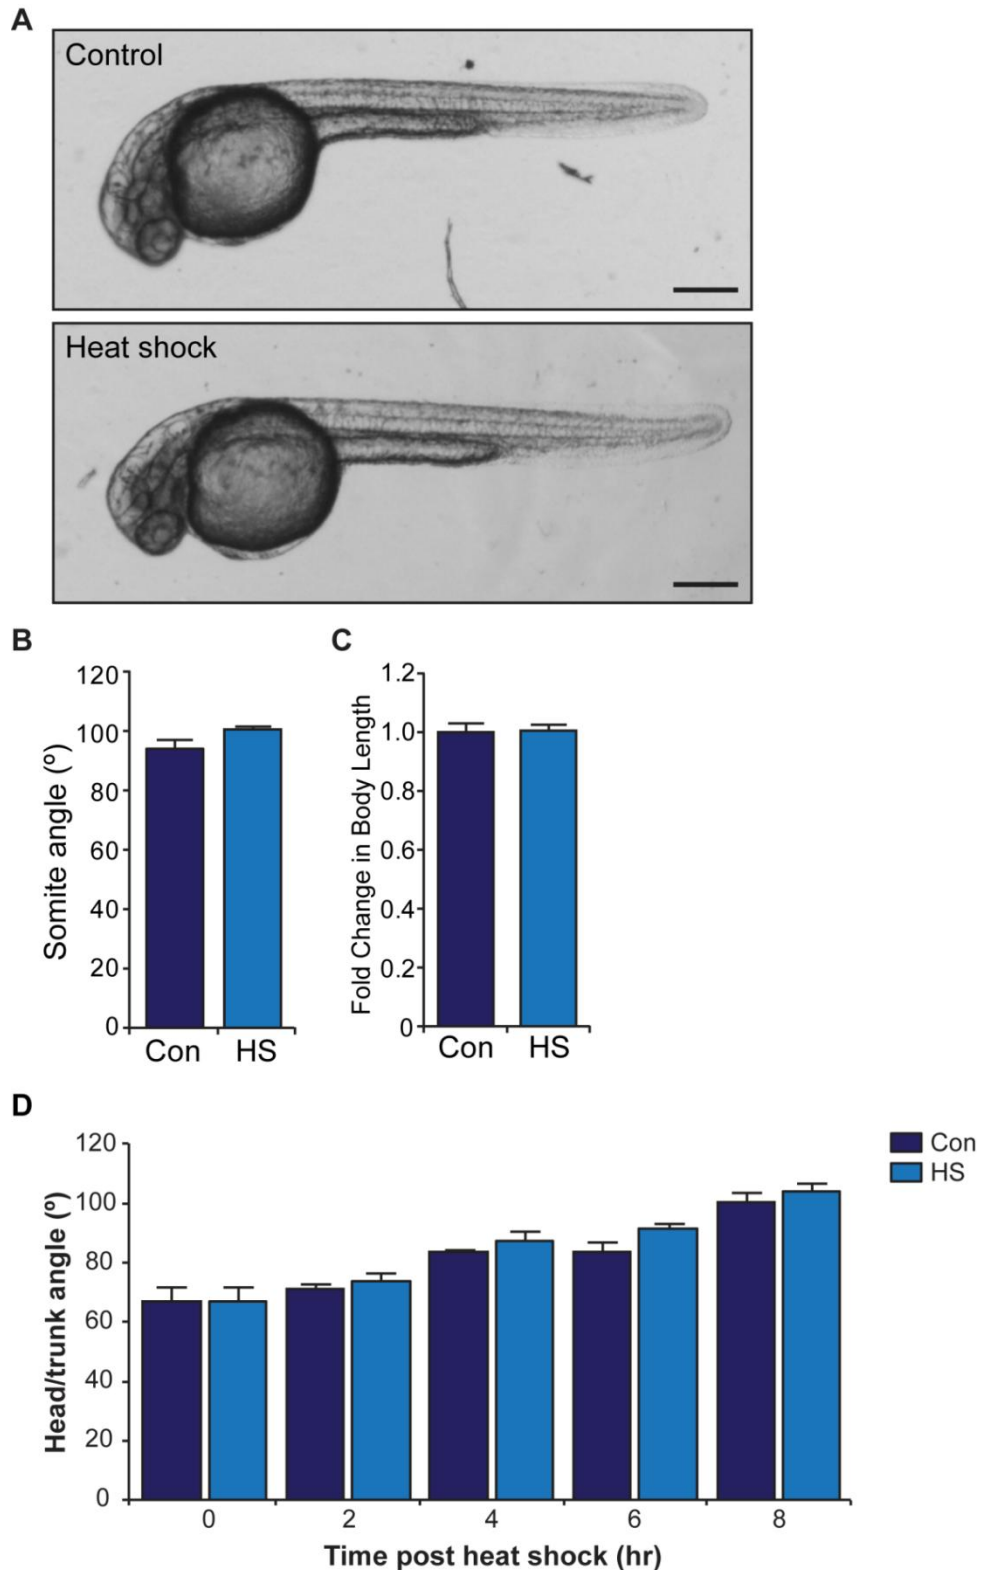 A
Control
Heat shock
B
120
100
80
60
40
20
0
Somite angle (º)
Con HS
C
1.2
1.0
0.8
0.6
0.4
0.2
0
Fold Change in Body Length
Con HS
D
120
100
80
60
40
20
0
Head/trunk angle (º)
0 2 4 6 8
Time post heat shock (hr)
Con
HS